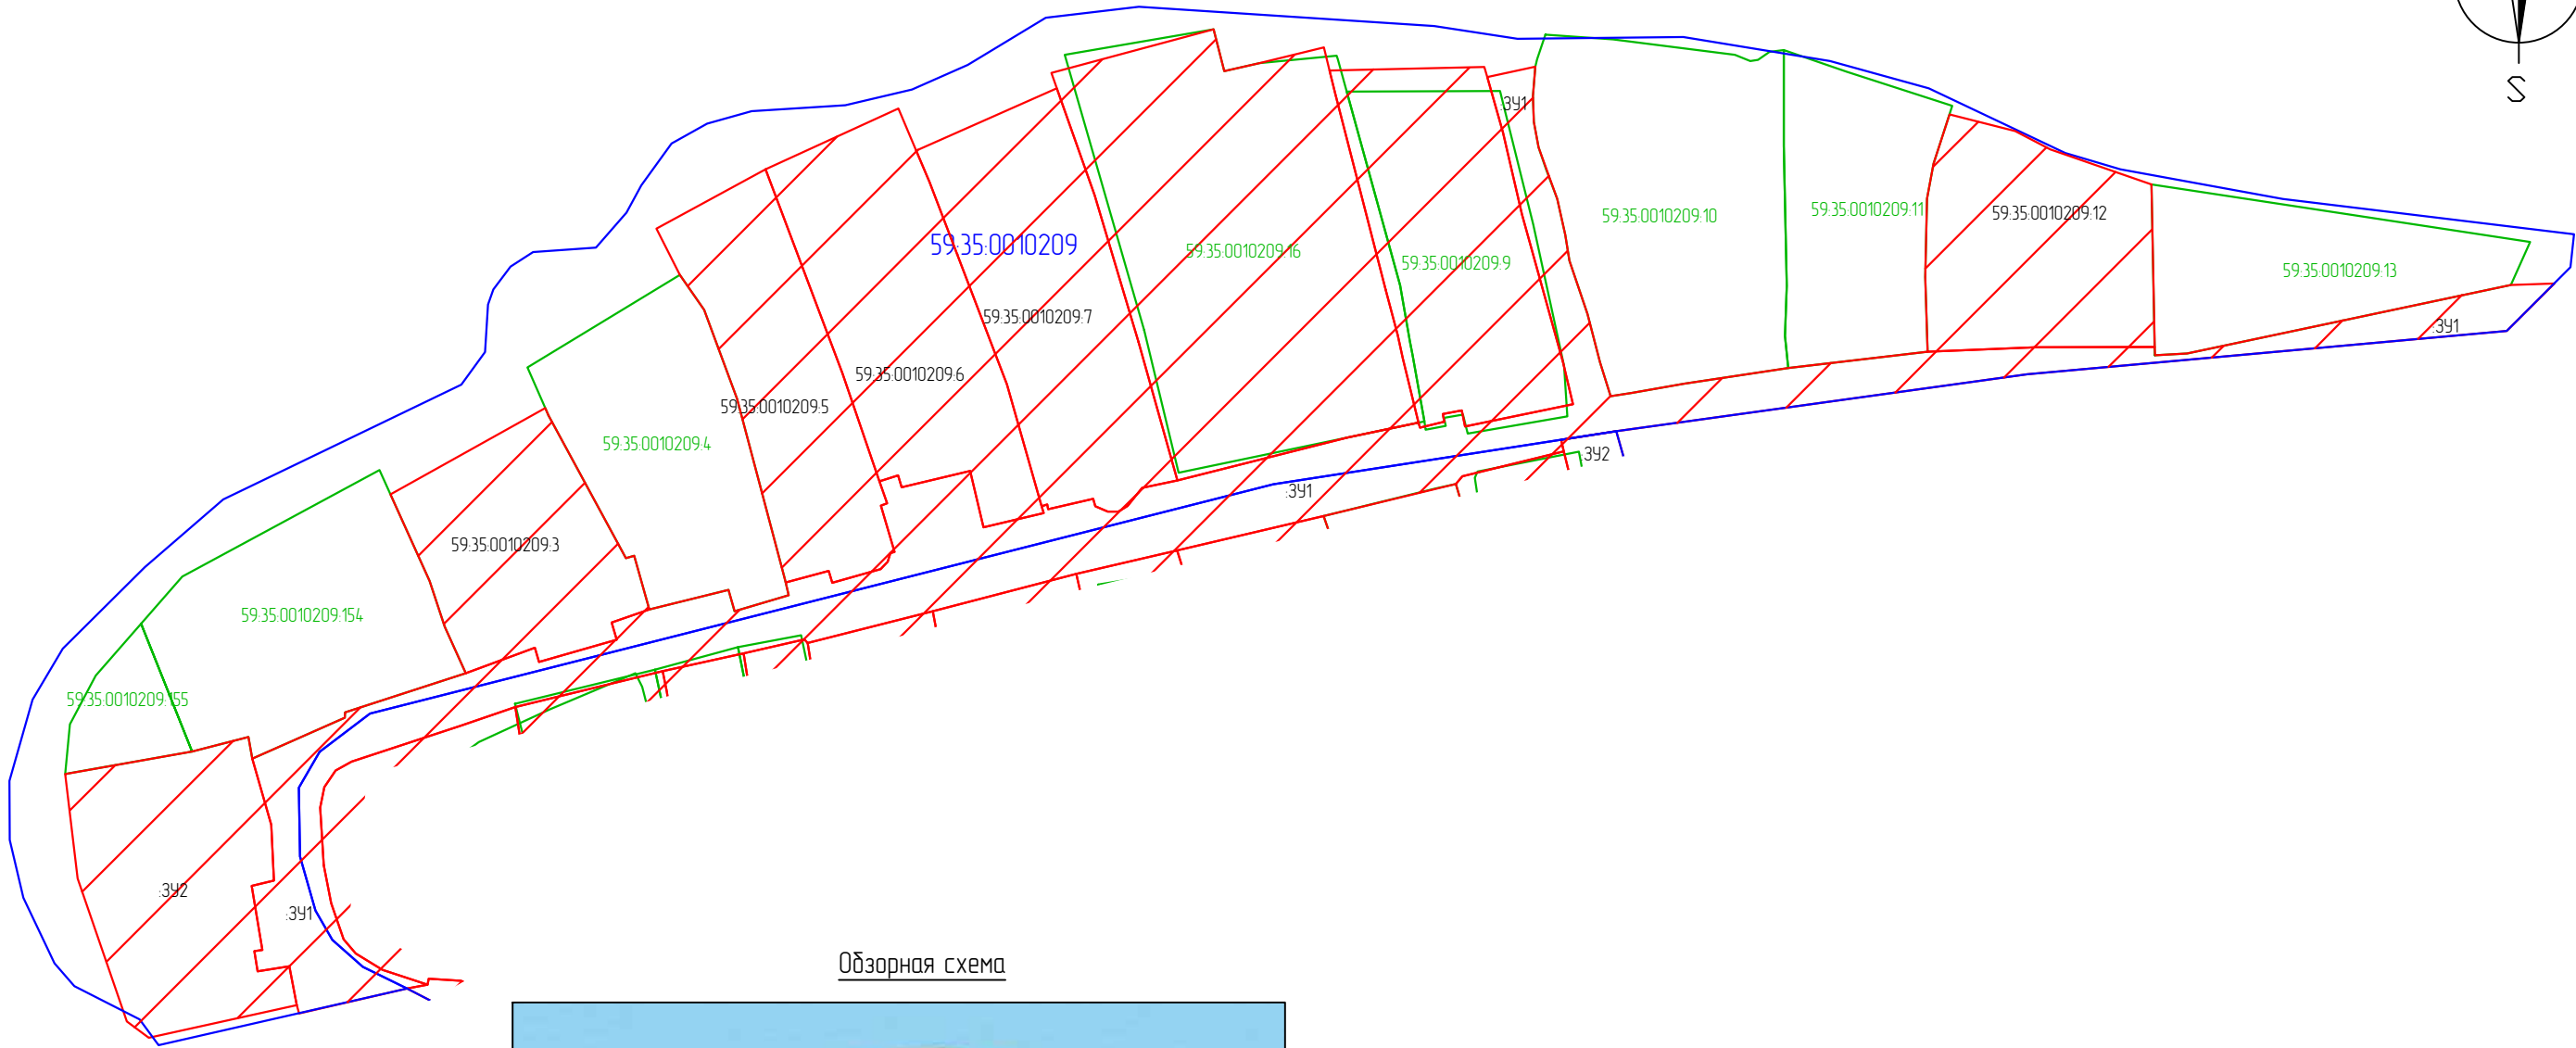 S
:ЗУ1
59:35:0010209:10
59:35:0010209:11
59:35:0010209:12
59:35:0010209
59:35:0010209:16
59:35:0010209:9
59:35:0010209:13
59:35:0010209:7
:ЗУ1
59:35:0010209:6
59:35:0010209:5
59:35:0010209:4
:ЗУ2
:ЗУ1
59:35:0010209:3
59:35:0010209:154
59:35:0010209:155
:ЗУ2
:ЗУ1
Обзорная схема